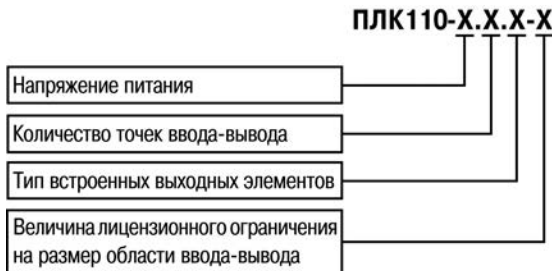 ПЛК110-Х.Х.Х-Х
Напряжение питания
Количество точек ввода-вывода
Тип встроенных выходных элементов
Величина лицензионного ограничения
на размер области ввода-вывода